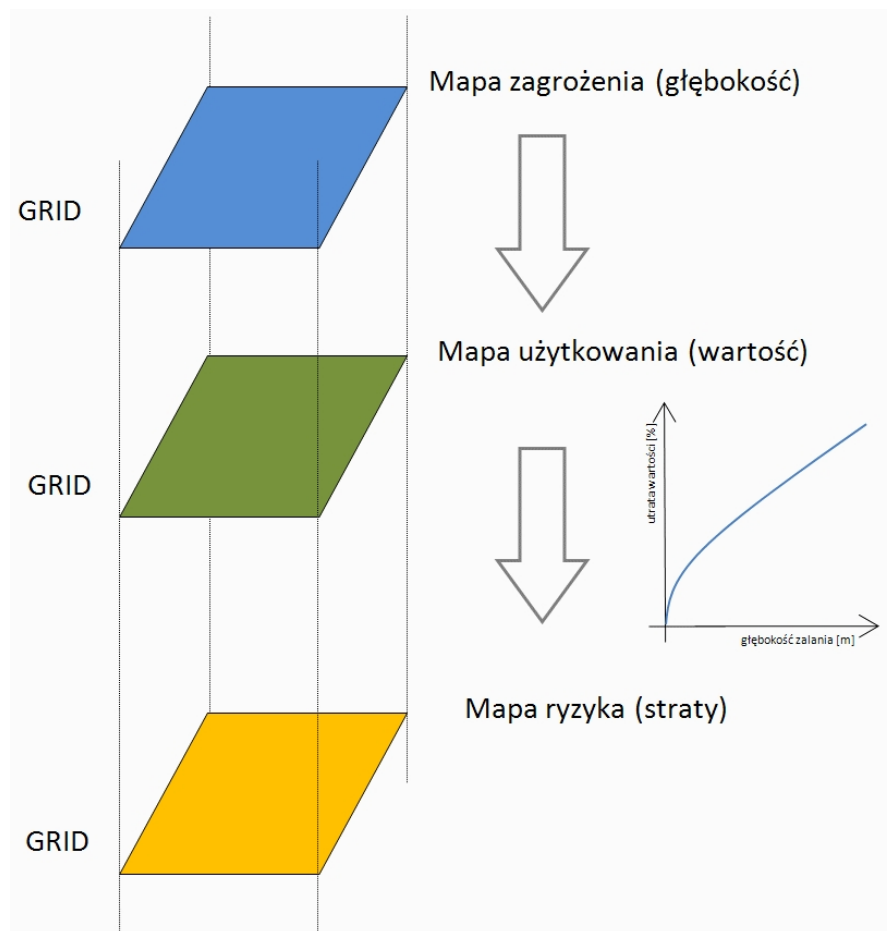 Mapa zagrożenia (głębokość)
GRID
Mapa użytkowania (wartość)
GRID
utrata wartości [%]
głębokość zalania [m]
Mapa ryzyka (straty)
GRID